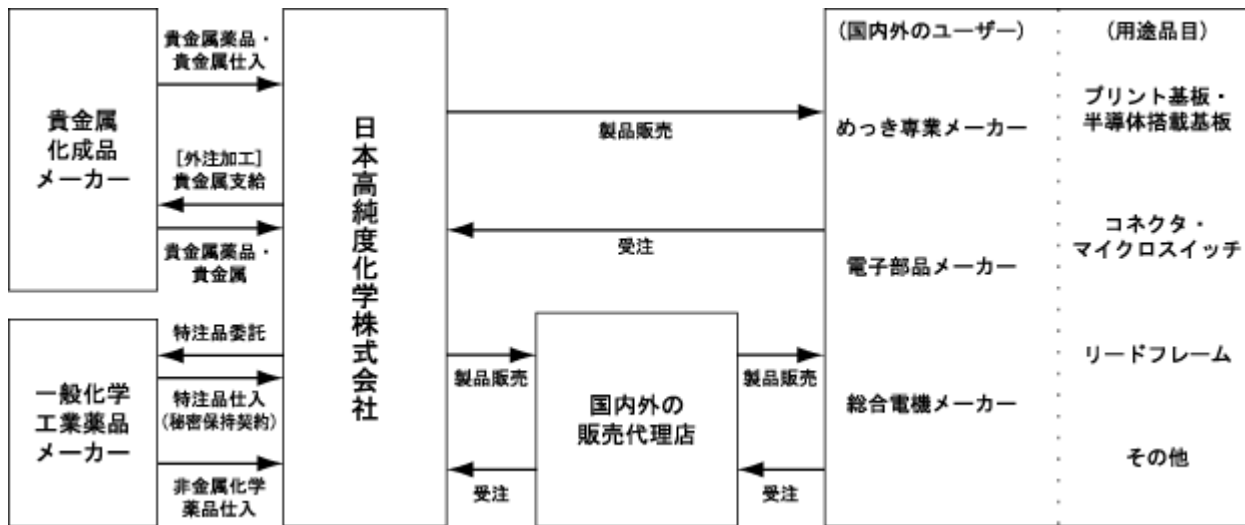 貴金属
化成品
メーカー
一般化学
工業薬品
メーカー
貴金属薬品・
貴金属仕入
[外注加工]
貴金属支給
貴金属薬品・
貴金属
特注品委託
特注品仕入
(秘密保持契約)
非金属化学
薬品仕入
日本高純度化学株式会社
製品販売
受注
製品販売
受注
国内外の
販売代理店
製品販売
受注
(国内外のユーザー)
めっき専業メーカー
電子部品メーカー
総合電機メーカー
(用途品目)
プリント基板・
半導体搭載基板
コネクタ・
マイクロスイッチ
リードフレーム
その他